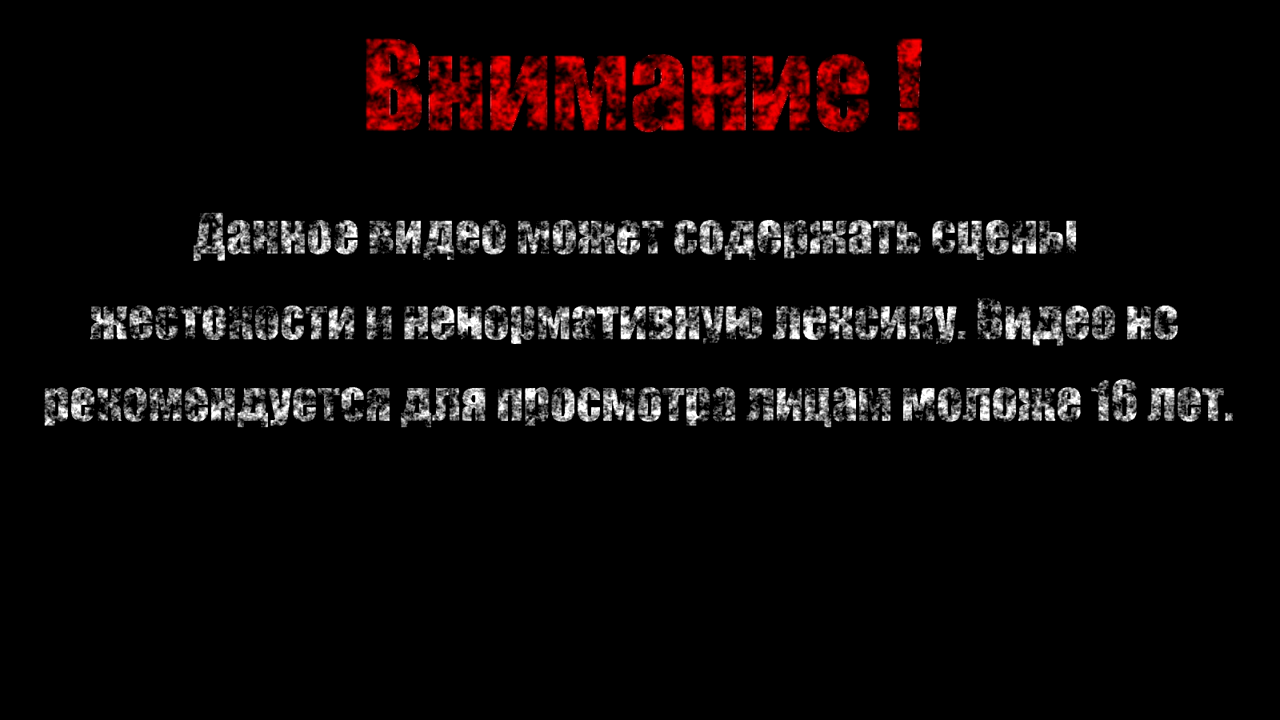 Внимание !
Данное видео может содержать сцены
жестокости и ненормативную лексику. Видео не
рекомендуется для просмотра лицам моложе 16 лет.